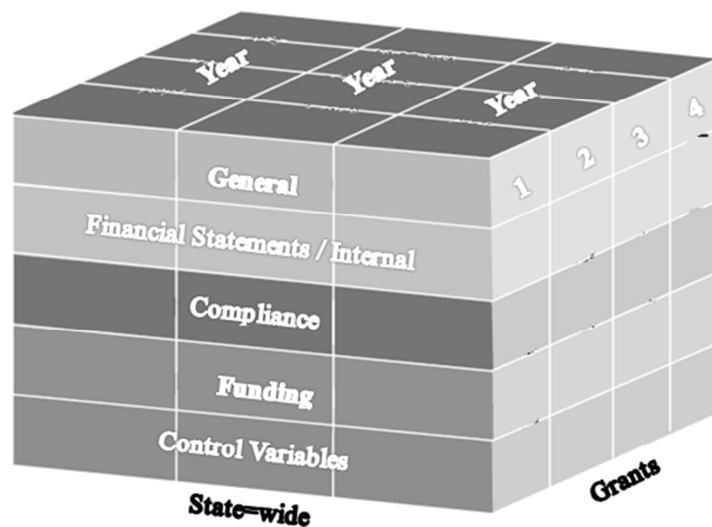 Year
Year
Year
1
2
3
4
General
Financial Statements / Internal
Compliance
Funding
Control Variables
State=wide
Grants